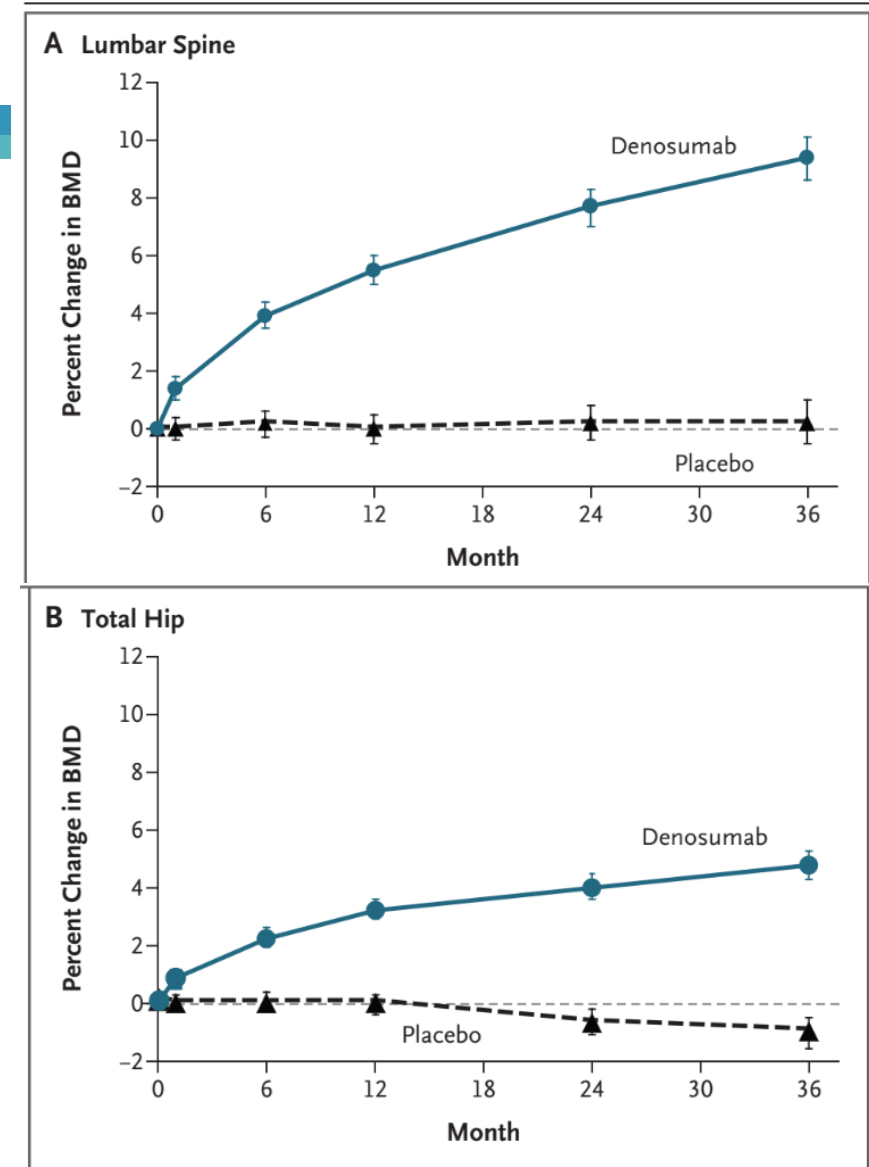 A Lumbar Spine
Percent Change in BMD
12
10
8
6
4
2
0
–2
Denosumab
Placebo
0 6 12 18 24 30 36
Month
B Total Hip
Percent Change in BMD
12
10
8
6
4
2
0
–2
Denosumab
Placebo
0 6 12 18 24 30 36
Month